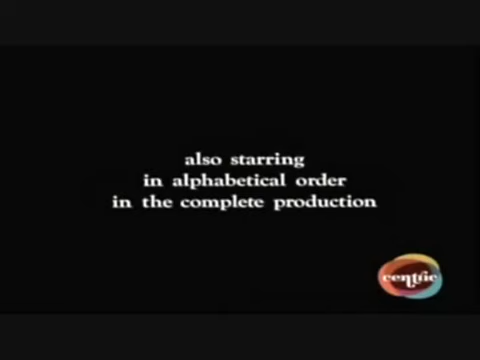 also starring
in alphabetical order
in the complete production
centric